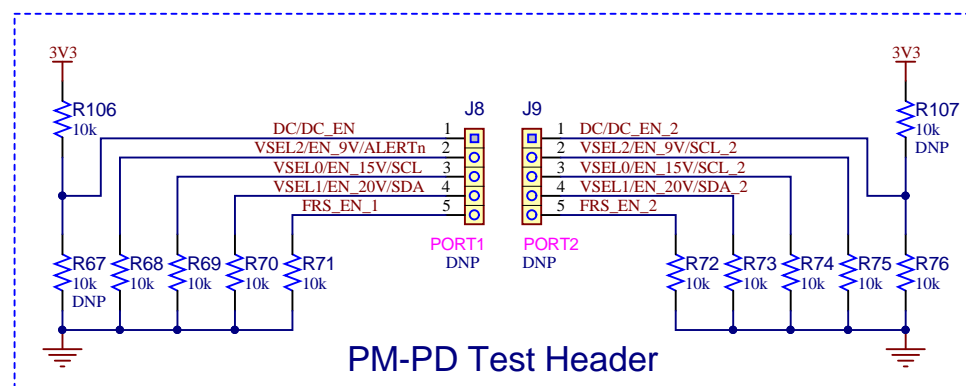 3V3
3V3
R106
10k
R107
10k
DNP
J8
J9
DC/DC_EN 1
1 DC/DC_EN_2
VSEL2/EN_9V/ALERTn 2
2 VSEL2/EN_9V/SCL_2
VSEL0/EN_15V/SCL 3
3 VSEL0/EN_15V/SCL_2
VSEL1/EN_20V/SDA 4
4 VSEL1/EN_20V/SDA_2
FRS_EN_1 5
5 FRS_EN_2
PORT1
DNP
PORT2
DNP
R67
10k
DNP
R68
10k
R69
10k
R70
10k
R71
10k
R72
10k
R73
10k
R74
10k
R75
10k
R76
10k
PM-PD Test Header